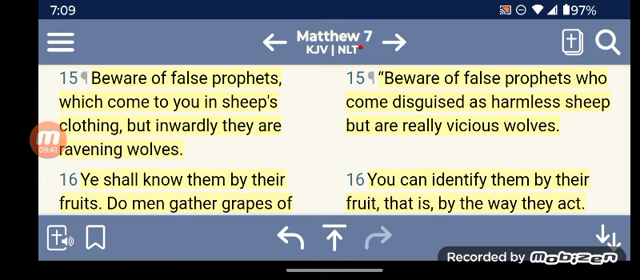 7:09
97%
Matthew 7
KJV | NLT
15 ¶ Beware of false prophets,
which come to you in sheep's
clothing, but inwardly they are
ravening wolves.
16 Ye shall know them by their
fruits. Do men gather grapes of
15 ¶ “Beware of false prophets who
come disguised as harmless sheep
but are really vicious wolves.
16 You can identify them by their
fruit, that is, by the way they act.
M
09:41
Recorded by Mobizen